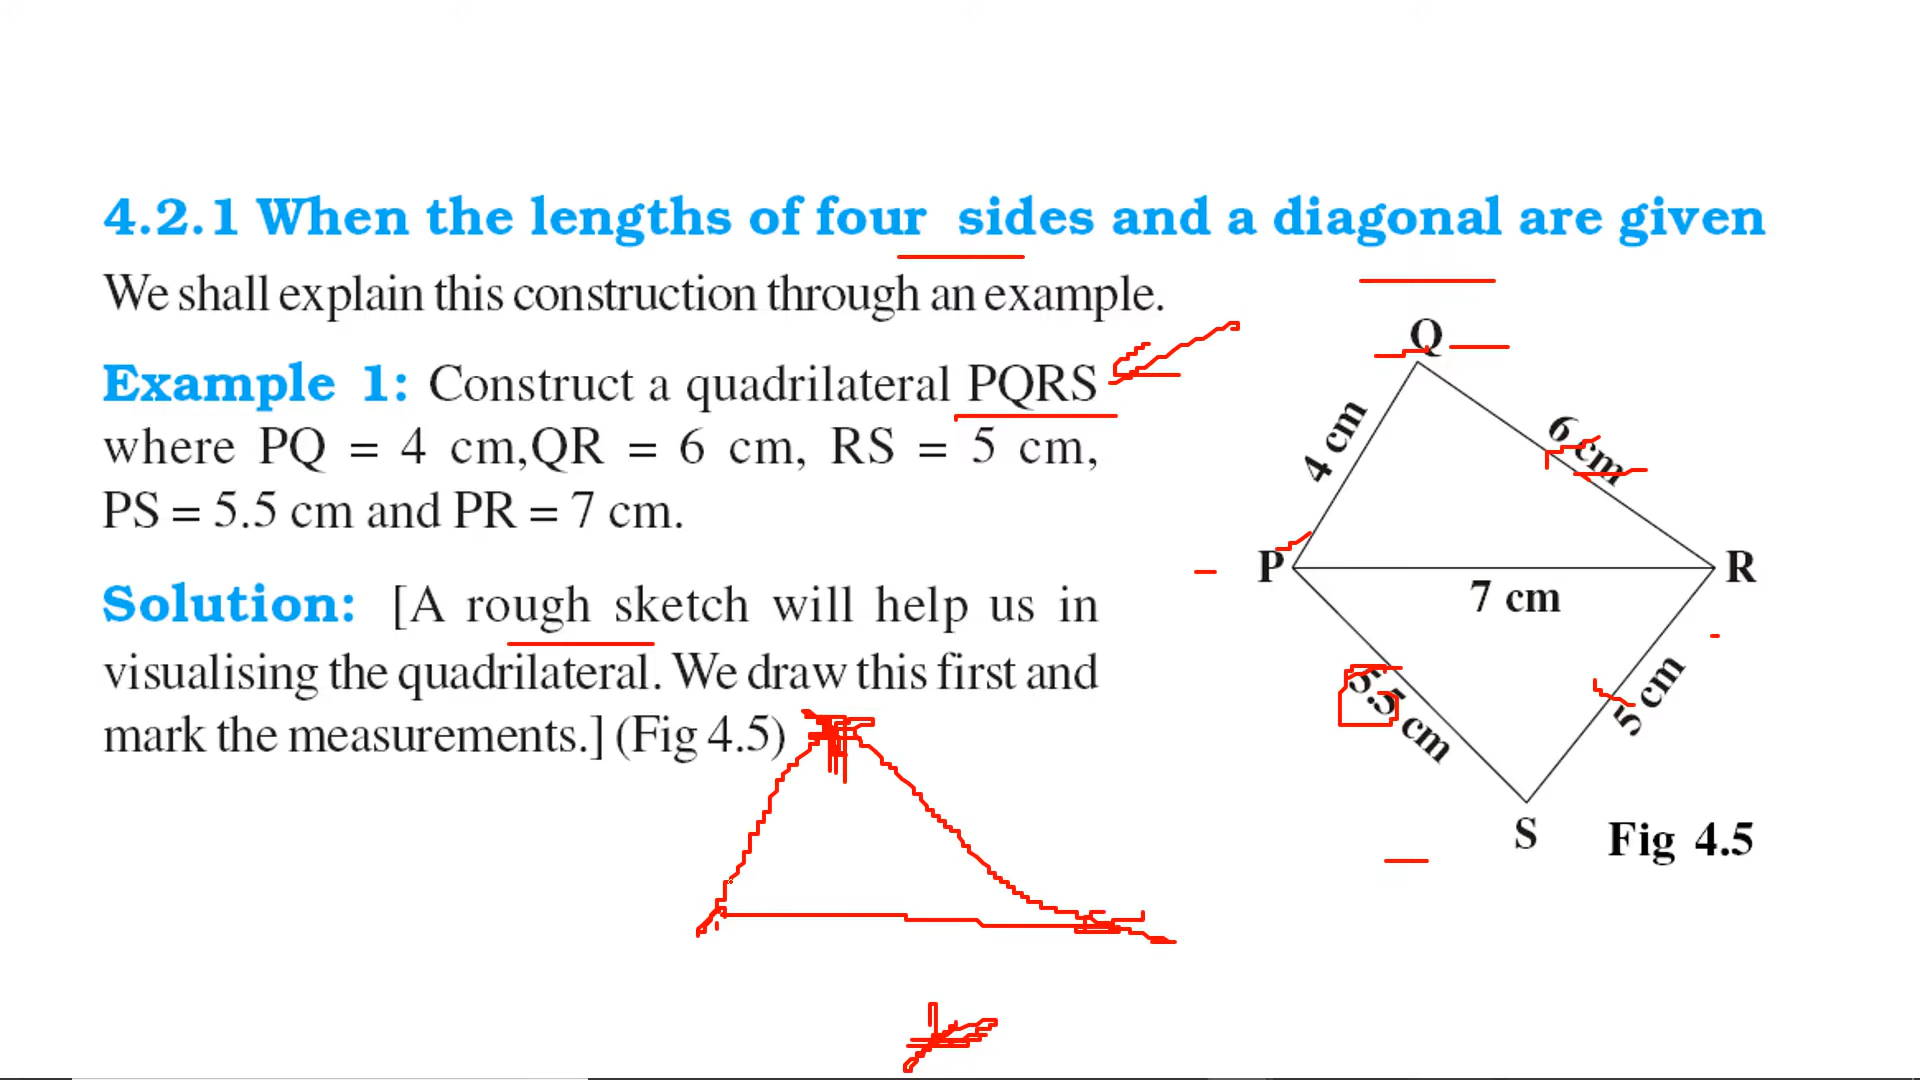 4.2.1 When the lengths of four sides and a diagonal are given
We shall explain this construction through an example.
Example 1: Construct a quadrilateral PQRS
where PQ = 4 cm,QR = 6 cm, RS = 5 cm,
PS = 5.5 cm and PR = 7 cm.
Solution: [A rough sketch will help us in
visualising the quadrilateral. We draw this first and
mark the measurements.] (Fig 4.5)
Q
4 cm
6 cm
P
R
7 cm
5.5 cm
5 cm
S
Fig 4.5